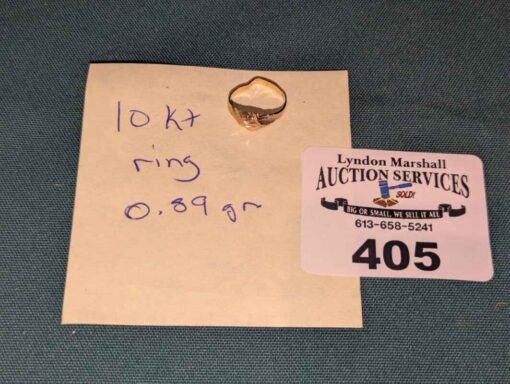 10 kt
ring
0.89 gr
Lyndon Marshall
AUCTION SERVICES
SOLD!
BIG OR SMALL, WE SELL IT ALL
613-658-5241
405